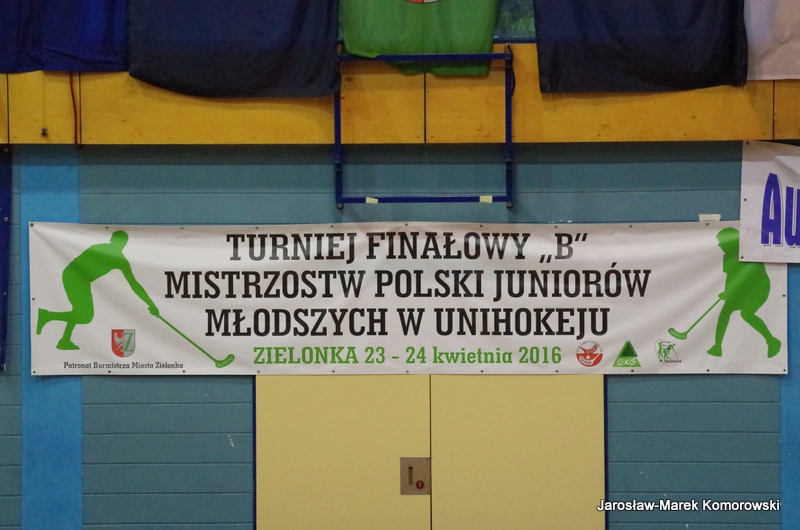 TURNIEJ FINAŁOWY „B“
MISTRZOSTW POLSKI JUNIORÓW
MŁODSZYCH W UNIHOKEJU
ZIELONKA 23 - 24 kwietnia 2016
Patronat Burmistrza Miasta Zielonka
Au
Jarosław-Marek Komorowski